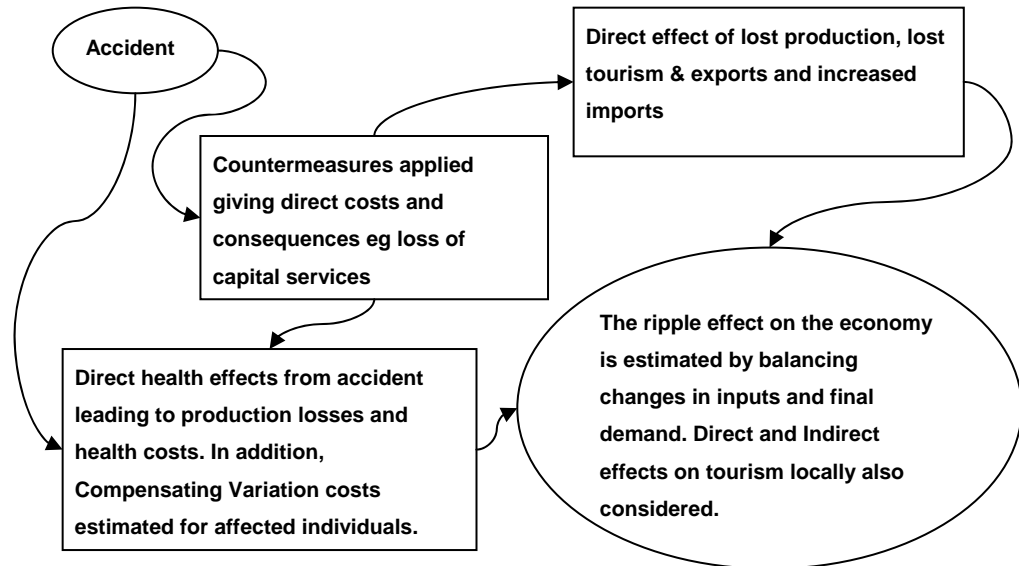 Accident
Direct effect of lost production, lost
tourism & exports and increased
imports
Countermeasures applied
giving direct costs and
consequences eg loss of
capital services
Direct health effects from accident
leading to production losses and
health costs. In addition,
Compensating Variation costs
estimated for affected individuals.
The ripple effect on the economy
is estimated by balancing
changes in inputs and final
demand. Direct and Indirect
effects on tourism locally also
considered.